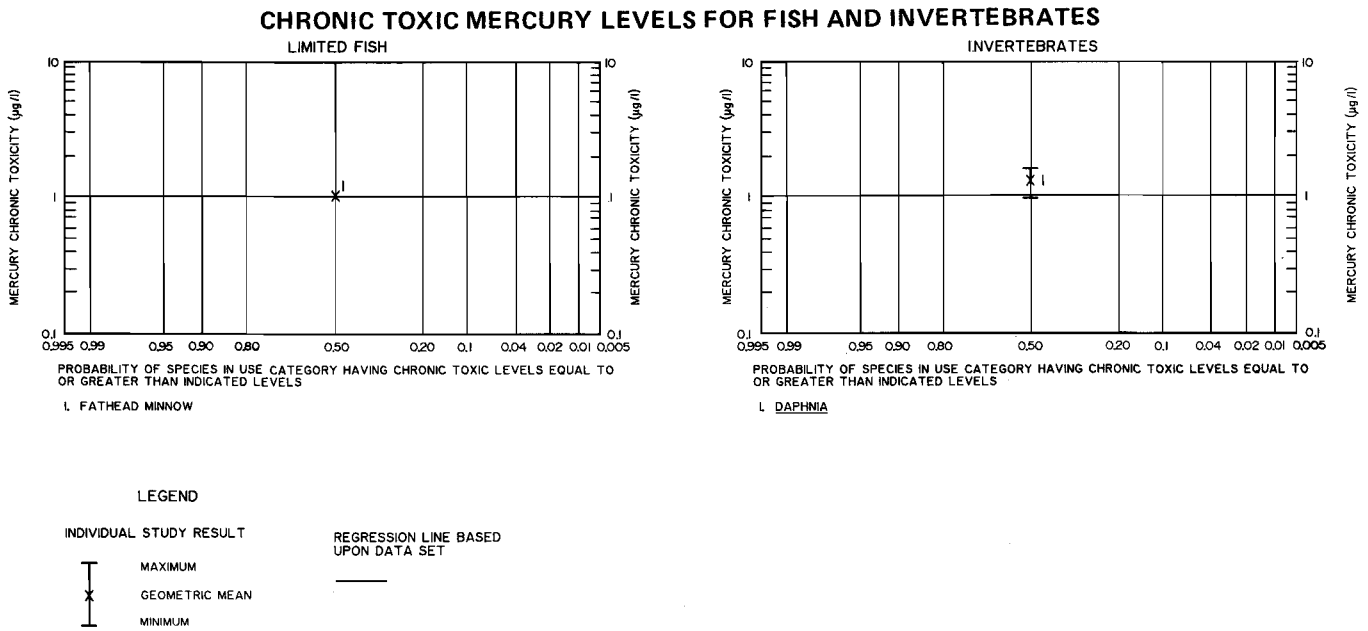 CHRONIC TOXIC MERCURY LEVELS FOR FISH AND INVERTEBRATES
LIMITED FISH
10
1
0.1
MERCURY CHRONIC TOXICITY (µg/l)
1
10
.1
0.1
MERCURY CHRONIC TOXICITY (µg/l)
0.995 0.99 0.95 0.90 0.80 0.50 0.20 0.1 0.04 0.02 0.01 0.005
PROBABILITY OF SPECIES IN USE CATEGORY HAVING CHRONIC TOXIC LEVELS EQUAL TO
OR GREATER THAN INDICATED LEVELS
1. FATHEAD MINNOW
INVERTEBRATES
10
1
0.1
MERCURY CHRONIC TOXICITY (µg/l)
1
10
1
0.1
MERCURY CHRONIC TOXICITY (µg/l)
0.995 0.99 0.95 0.90 0.80 0.50 0.20 0.1 0.04 0.02 0.01 0.005
PROBABILITY OF SPECIES IN USE CATEGORY HAVING CHRONIC TOXIC LEVELS EQUAL TO
OR GREATER THAN INDICATED LEVELS
1. DAPHNIA
LEGEND
INDIVIDUAL STUDY RESULT
MAXIMUM
GEOMETRIC MEAN
MINIMUM
REGRESSION LINE BASED
UPON DATA SET